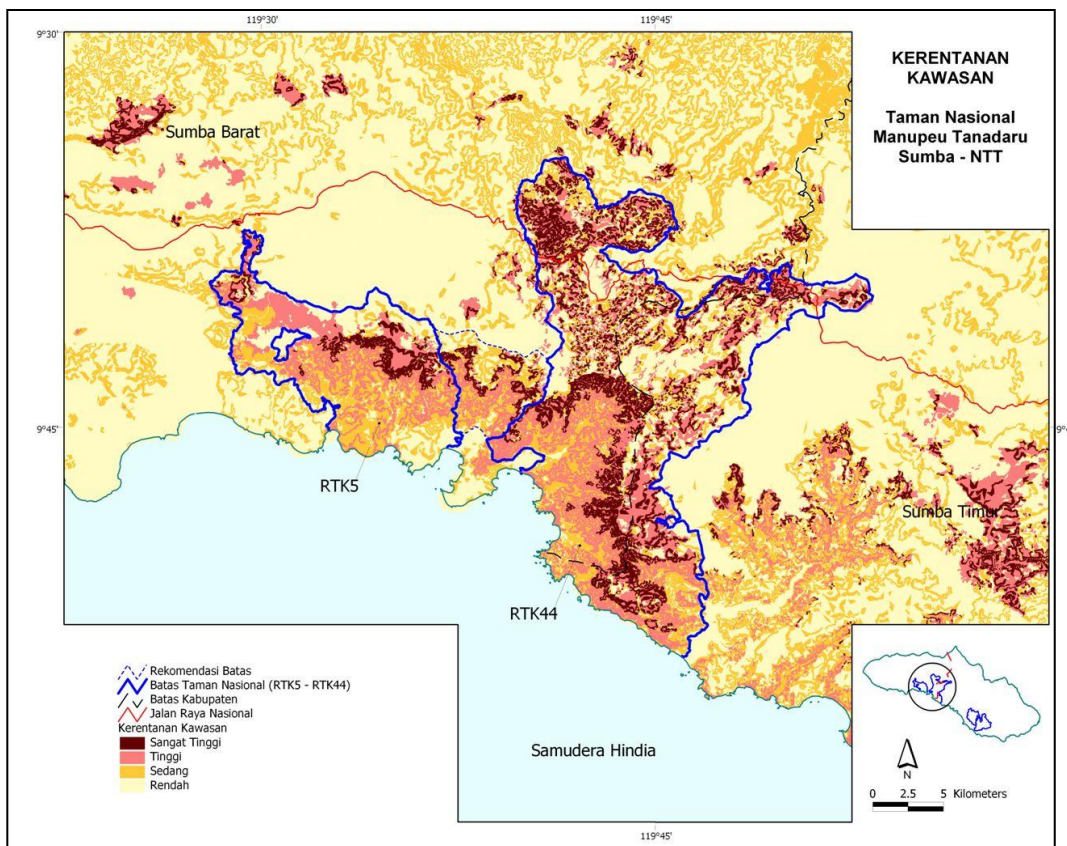 119°30'
119°45'
9°30'
KERENTANAN
KAWASAN
Taman Nasional
Manupeu Tanadaru
Sumba - NTT
Sumba Barat
9°45'
9°4
RTK5
Sumba Timur
RTK44
Rekomendasi Batas
Batas Taman Nasional (RTK5 - RTK44)
Batas Kabupaten
Jalan Raya Nasional
Kerentanan Kawasan
Sangat Tinggi
Tinggi
Sedang
Rendah
Samudera Hindia
N
0 2.5 5 Kilometers
119°45'